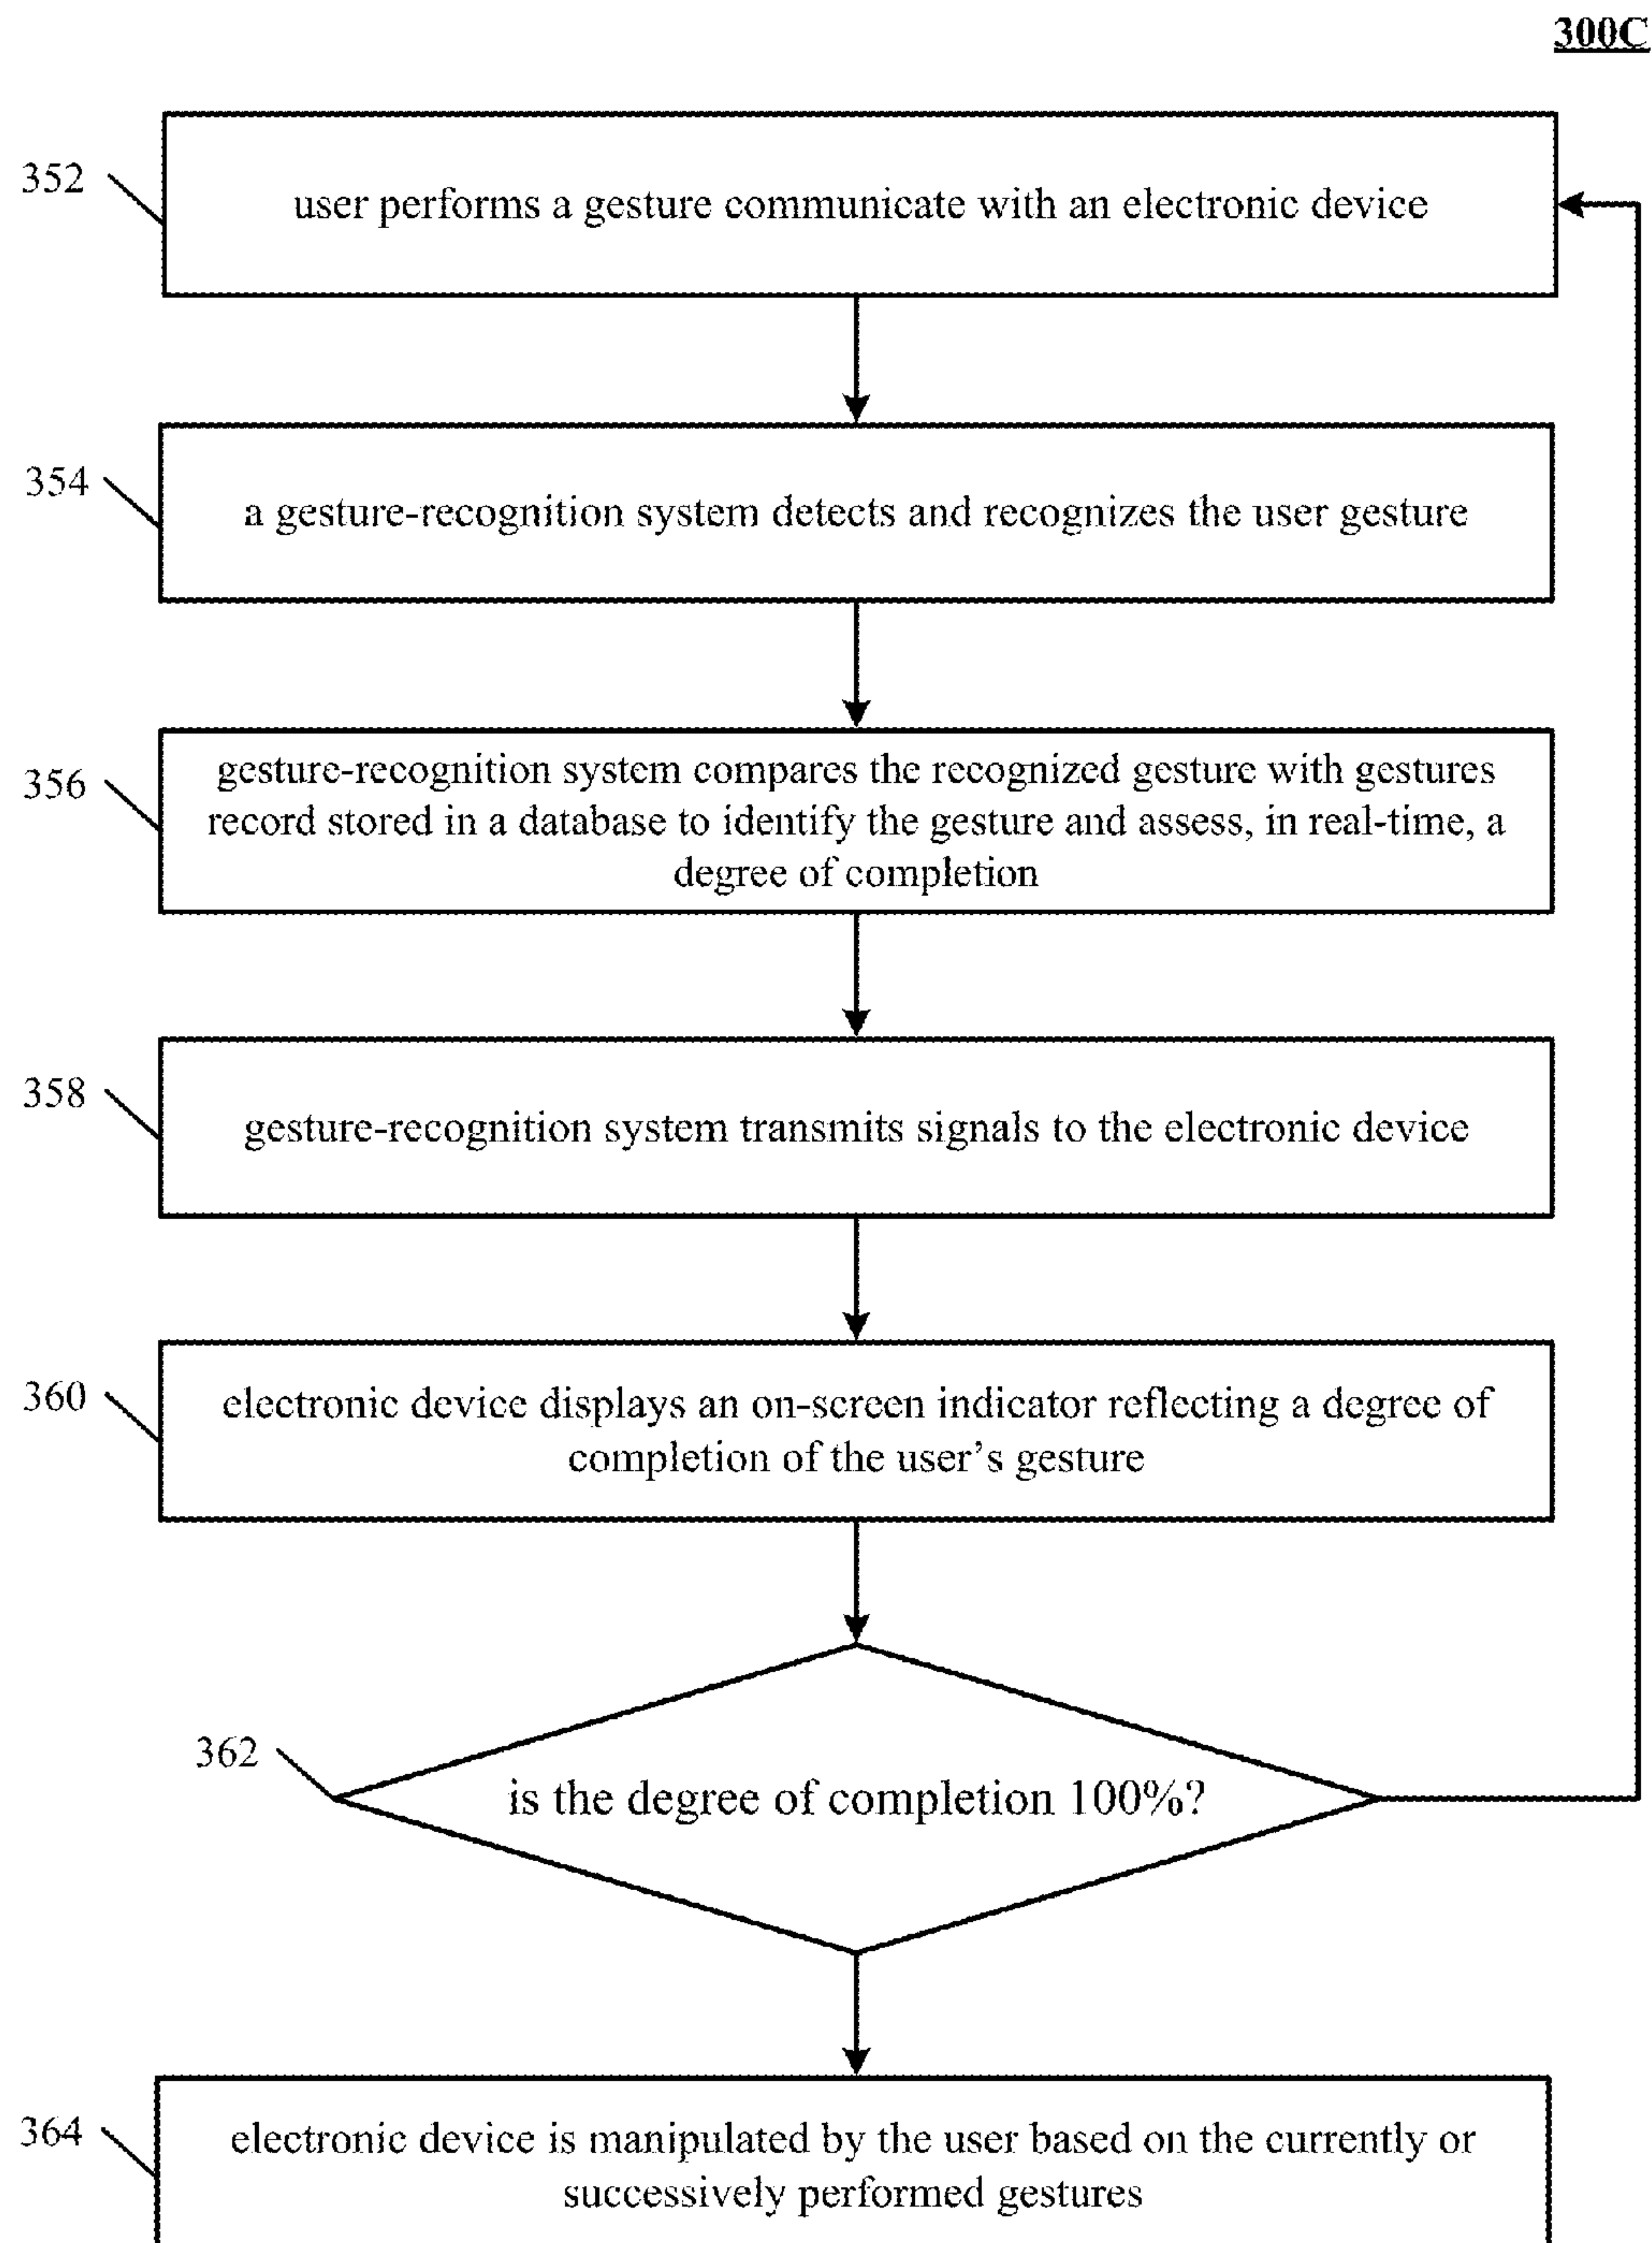 300C
352
user performs a gesture communicate with an electronic device
354
a gesture-recognition system detects and recognizes the user gesture
356
gesture-recognition system compares the recognized gesture with gestures
record stored in a database to identify the gesture and assess, in real-time, a
degree of completion
358
gesture-recognition system transmits signals to the electronic device
360
electronic device displays an on-screen indicator reflecting a degree of
completion of the user's gesture
362
is the degree of completion 100%?
364
electronic device is manipulated by the user based on the currently or
successively performed gestures